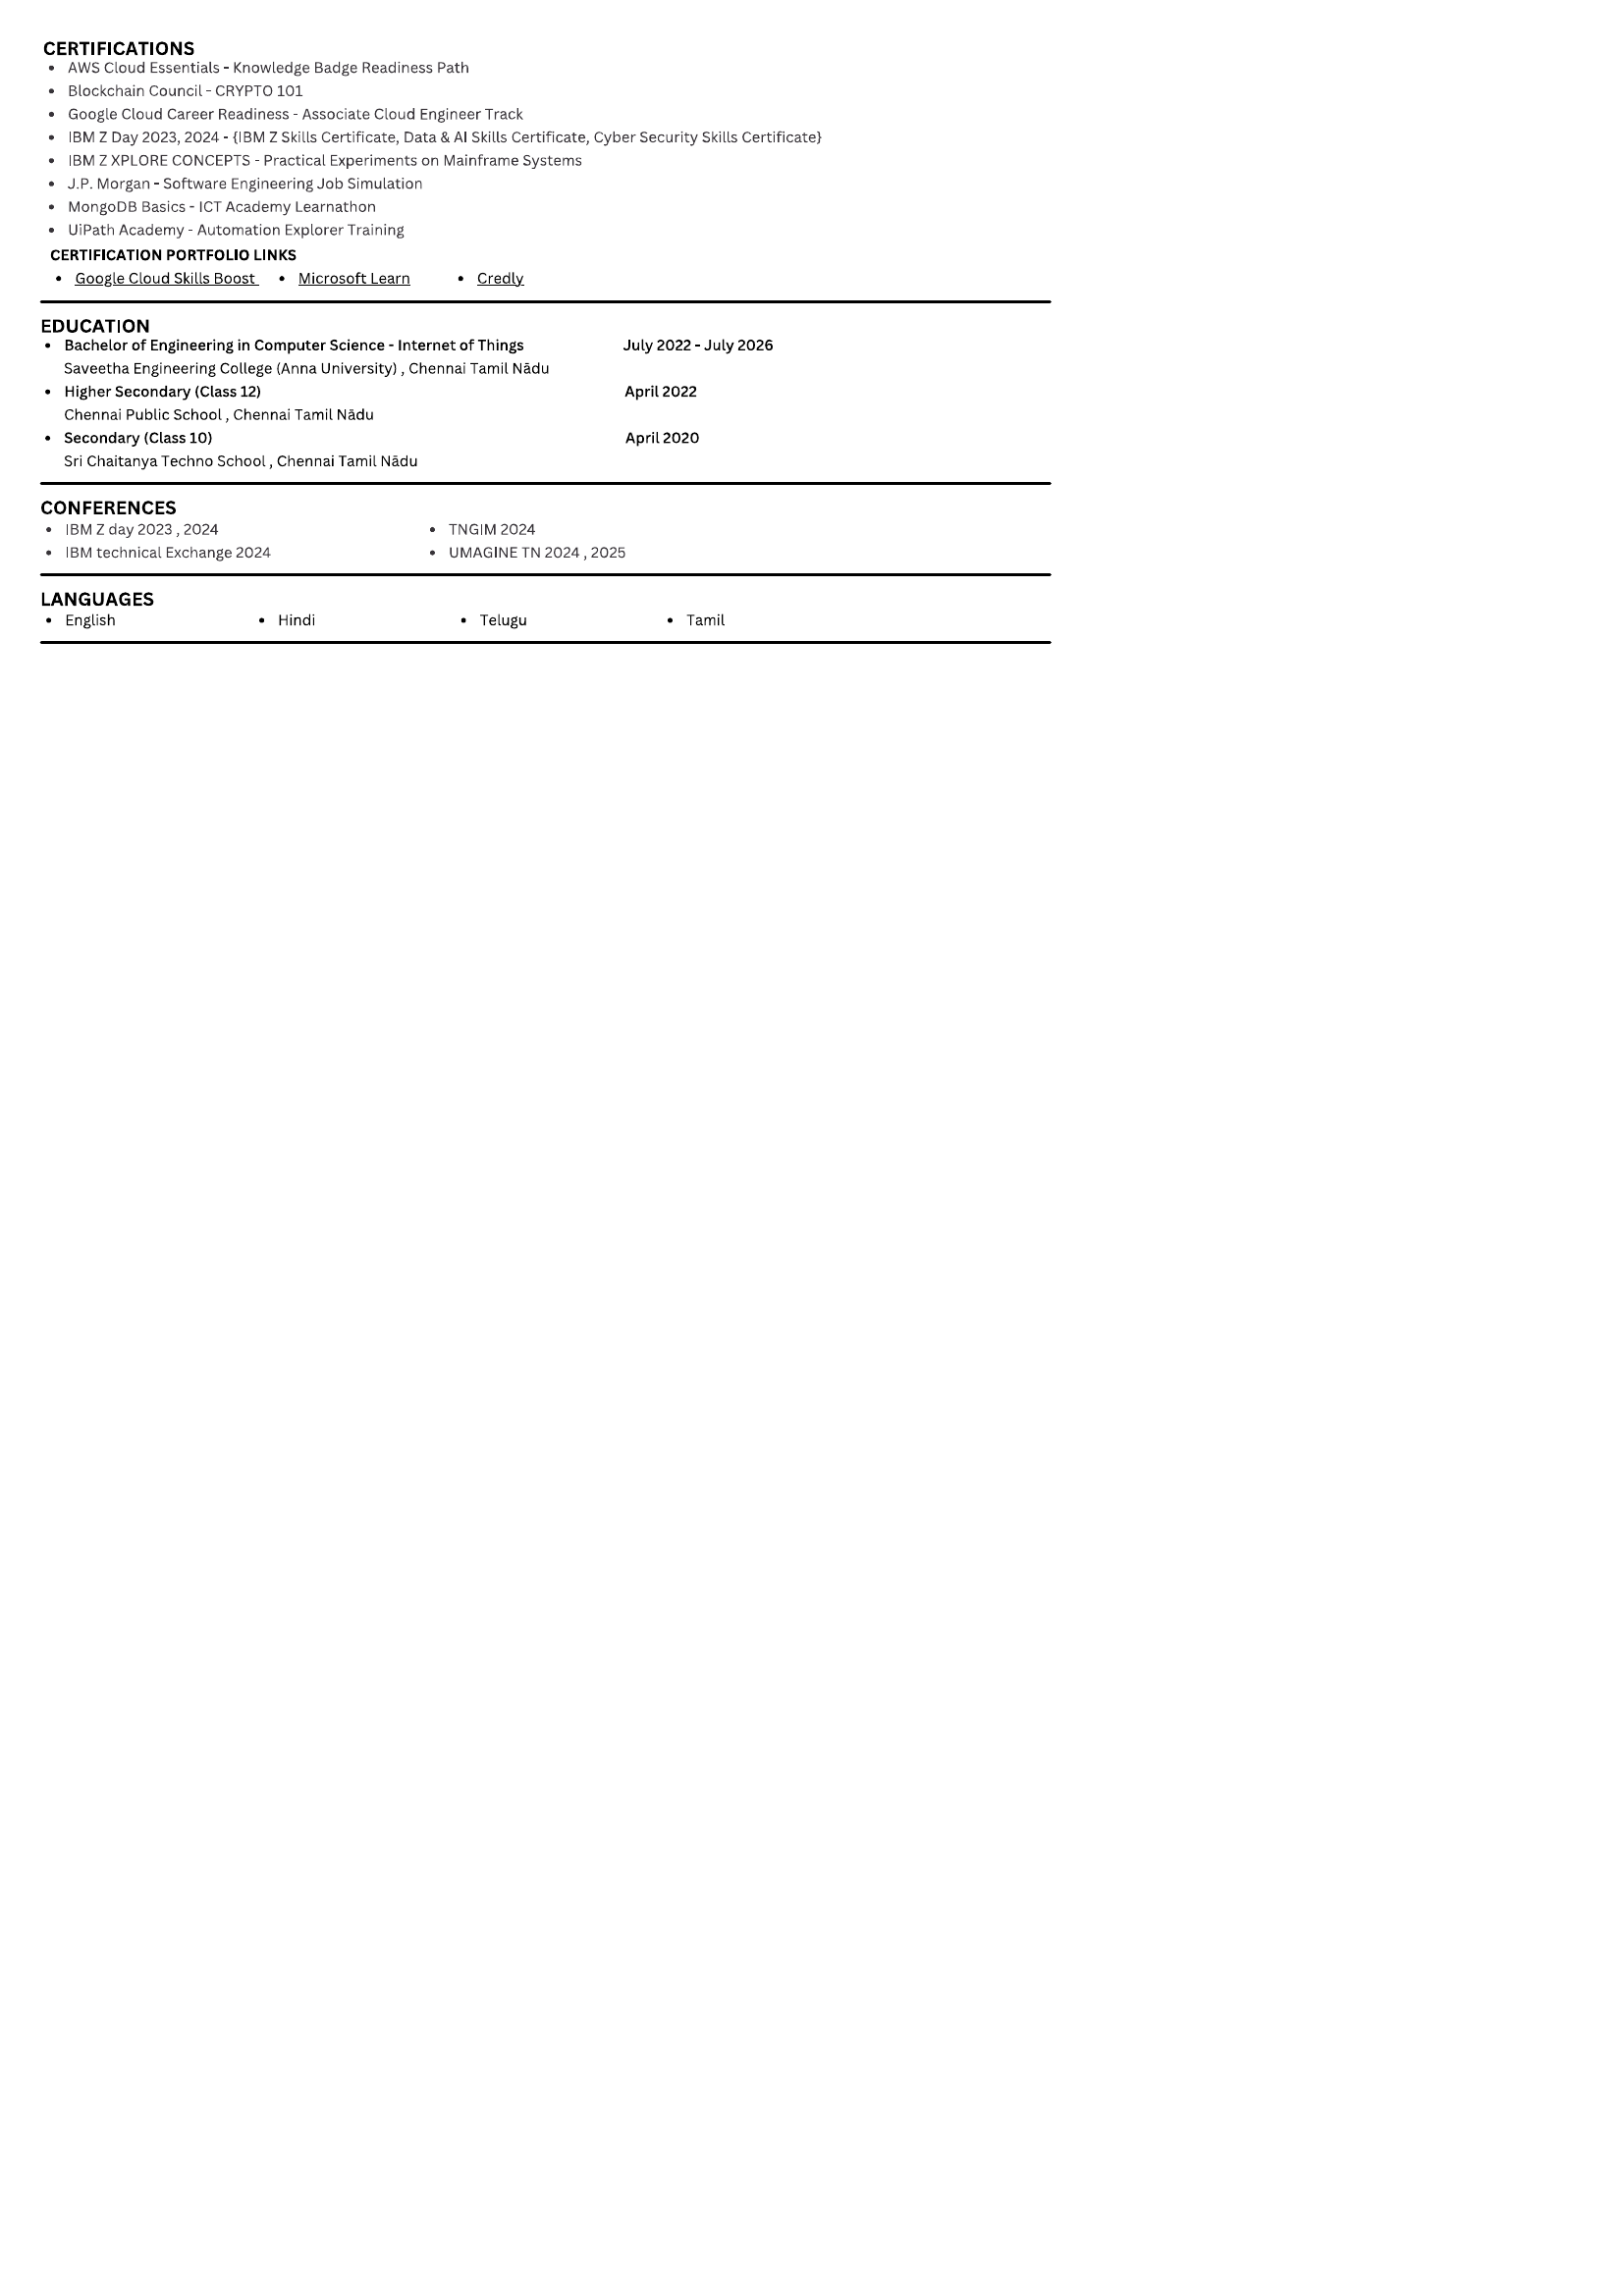 CERTIFICATIONS
• AWS Cloud Essentials - Knowledge Badge Readiness Path
• Blockchain Council - CRYPTO 101
• Google Cloud Career Readiness - Associate Cloud Engineer Track
• IBM Z Day 2023, 2024 - {IBM Z Skills Certificate, Data & AI Skills Certificate, Cyber Security Skills Certificate}
• IBM Z XPLORE CONCEPTS - Practical Experiments on Mainframe Systems
• J.P. Morgan - Software Engineering Job Simulation
• MongoDB Basics - ICT Academy Learnathon
• UiPath Academy - Automation Explorer Training
CERTIFICATION PORTFOLIO LINKS
• Google Cloud Skills Boost • Microsoft Learn • Credly
EDUCATION
• Bachelor of Engineering in Computer Science - Internet of Things July 2022 - July 2026
Saveetha Engineering College (Anna University) , Chennai Tamil Nādu
• Higher Secondary (Class 12) April 2022
Chennai Public School , Chennai Tamil Nādu
• Secondary (Class 10) April 2020
Sri Chaitanya Techno School , Chennai Tamil Nādu
CONFERENCES
• IBM Z day 2023 , 2024 • TNGIM 2024
• IBM technical Exchange 2024 • UMAGINE TN 2024 , 2025
LANGUAGES
• English • Hindi • Telugu • Tamil